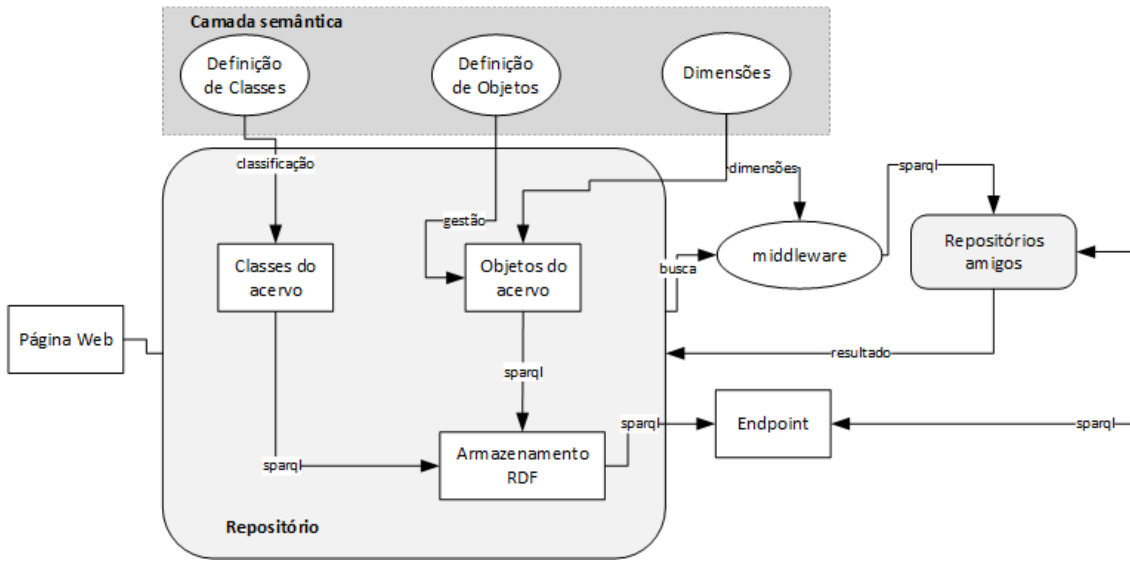 Camada semântica
Definição
de Classes
Definição
de Objetos
Dimensões
classificação
dimensões
sparql
gestão
Classes do
acervo
Objetos do
acervo
busca
middleware
Repositórios
amigos
Página Web
resultado
sparql
sparql
Endpoint
sparql
sparql
Armazenamento
RDF
Repositório